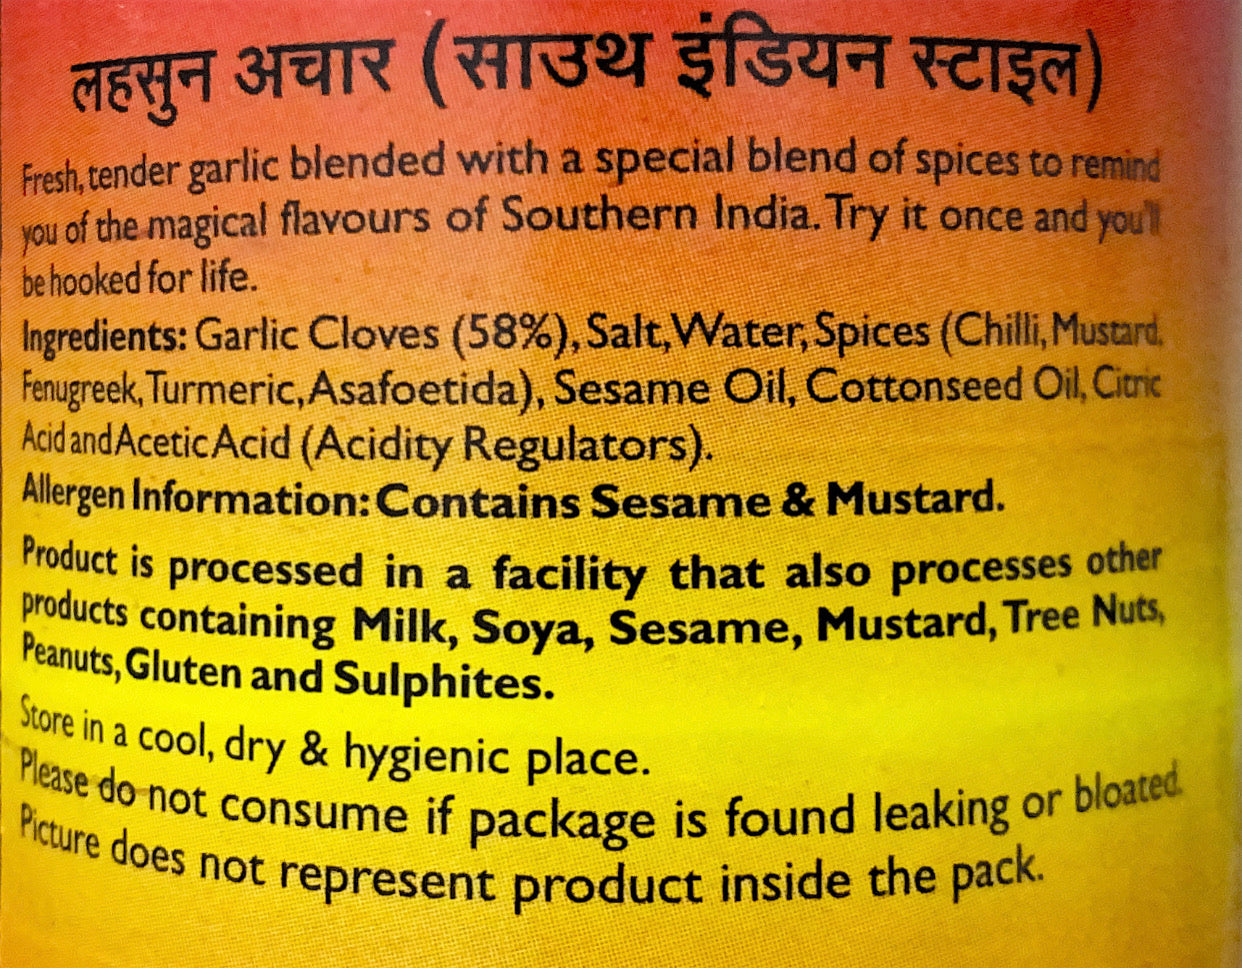 लहसुन अचार (साउथ इंडियन स्टाइल)
Fresh, tender garlic blended with a special blend of spices to remind
you of the magical flavours of Southern India. Try it once and you'll
be hooked for life.
Ingredients: Garlic Cloves (58%), Salt, Water, Spices (Chilli, Mustard,
Fenugreek, Turmeric, Asafoetida), Sesame Oil, Cottonseed Oil, Citric
Acid and Acetic Acid (Acidity Regulators).
Allergen Information: Contains Sesame & Mustard.
Product is processed in a facility that also processes other
products containing Milk, Soya, Sesame, Mustard, Tree Nuts,
Peanuts, Gluten and Sulphites.
Store in a cool, dry & hygienic place.
Please do not consume if package is found leaking or bloated.
Picture does not represent product inside the pack.